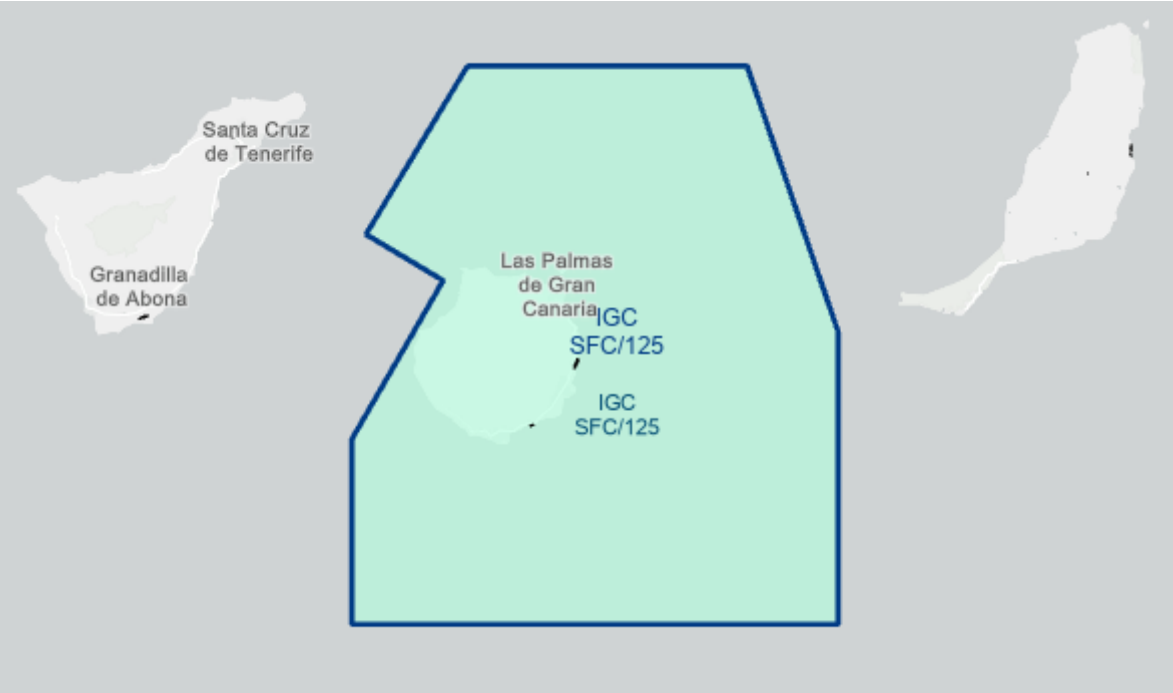 Santa Cruz
de Tenerife
Granadilla
de Abona
Las Palmas
de Gran
Canaria
IGC
SFC/125
IGC
SFC/125